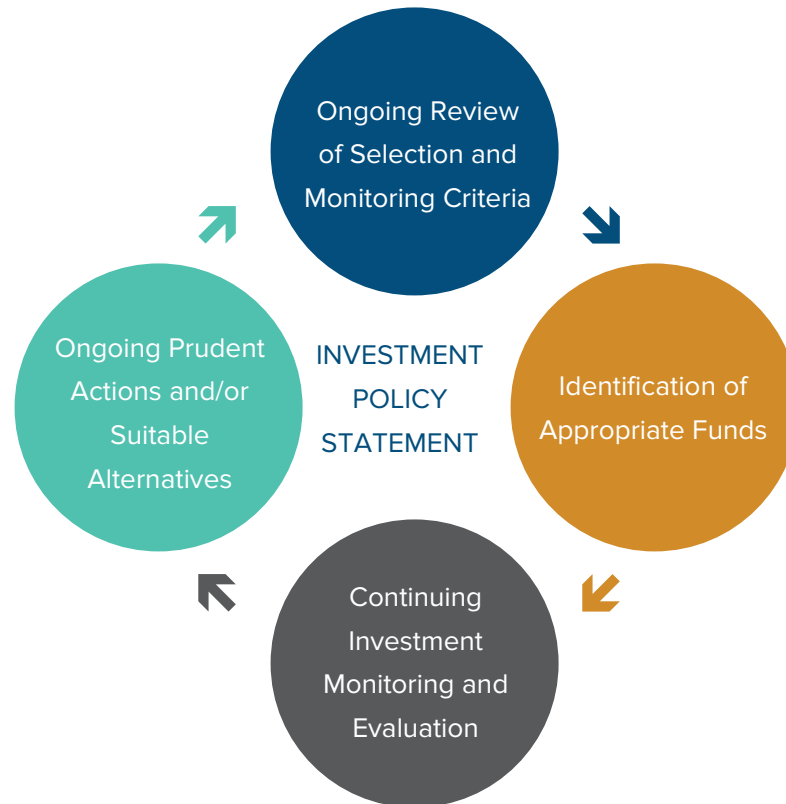 Ongoing Review
of Selection and
Monitoring Criteria
Ongoing Prudent
Actions and/or
Suitable
Alternatives
INVESTMENT
POLICY
STATEMENT
Identification of
Appropriate Funds
Continuing
Investment
Monitoring and
Evaluation